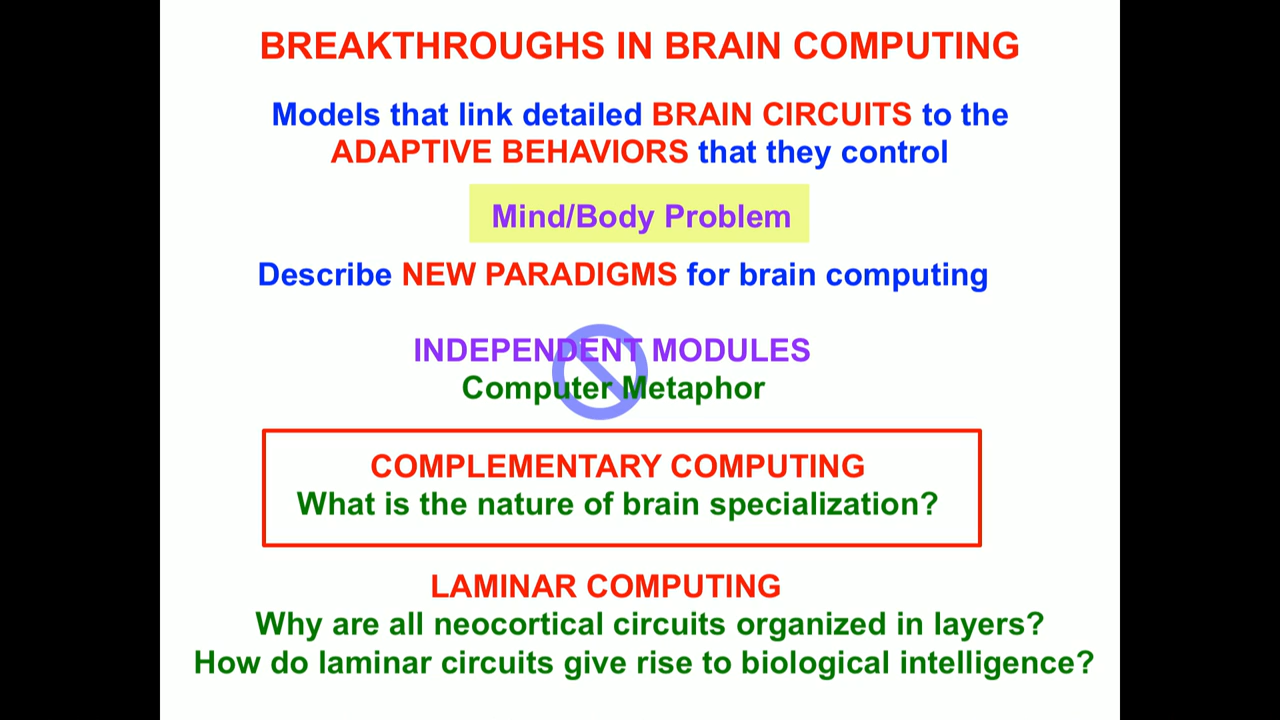 BREAKTHROUGHS IN BRAIN COMPUTING
Models that link detailed BRAIN CIRCUITS to the
ADAPTIVE BEHAVIORS that they control
Mind/Body Problem
Describe NEW PARADIGMS for brain computing
INDEPENDENT MODULES
Computer Metaphor
COMPLEMENTARY COMPUTING
What is the nature of brain specialization?
LAMINAR COMPUTING
Why are all neocortical circuits organized in layers?
How do laminar circuits give rise to biological intelligence?